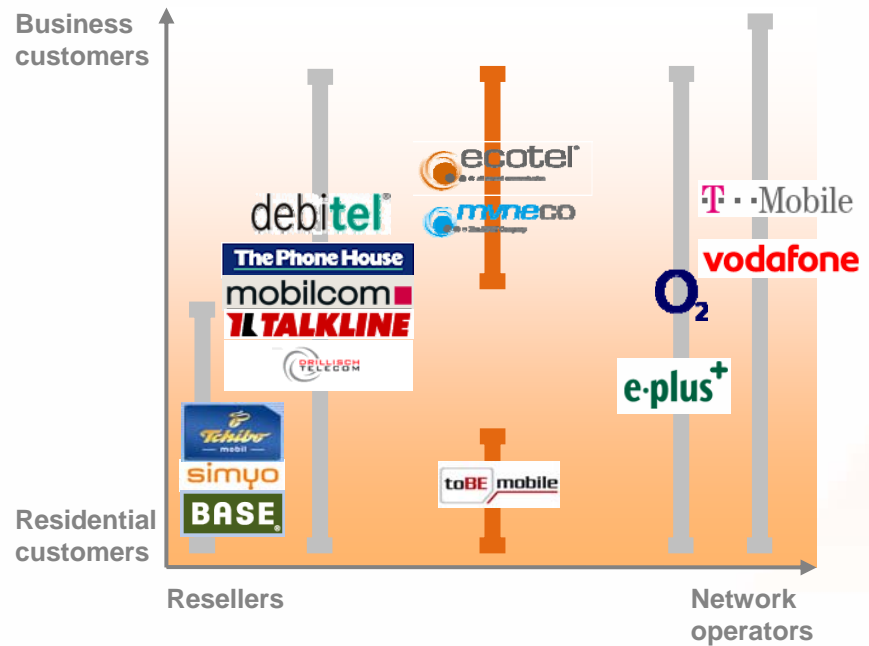 Business
customers
ecotel
debitel®
mvneco
T··Mobile
The Phone House
vodafone
mobilcom
O2
TALKLINE
DRILLISCH
TELECOM
e·plus+
Tchibo
mobil
simyo
toBE mobile
BASE®
Residential
customers
Resellers
Network
operators